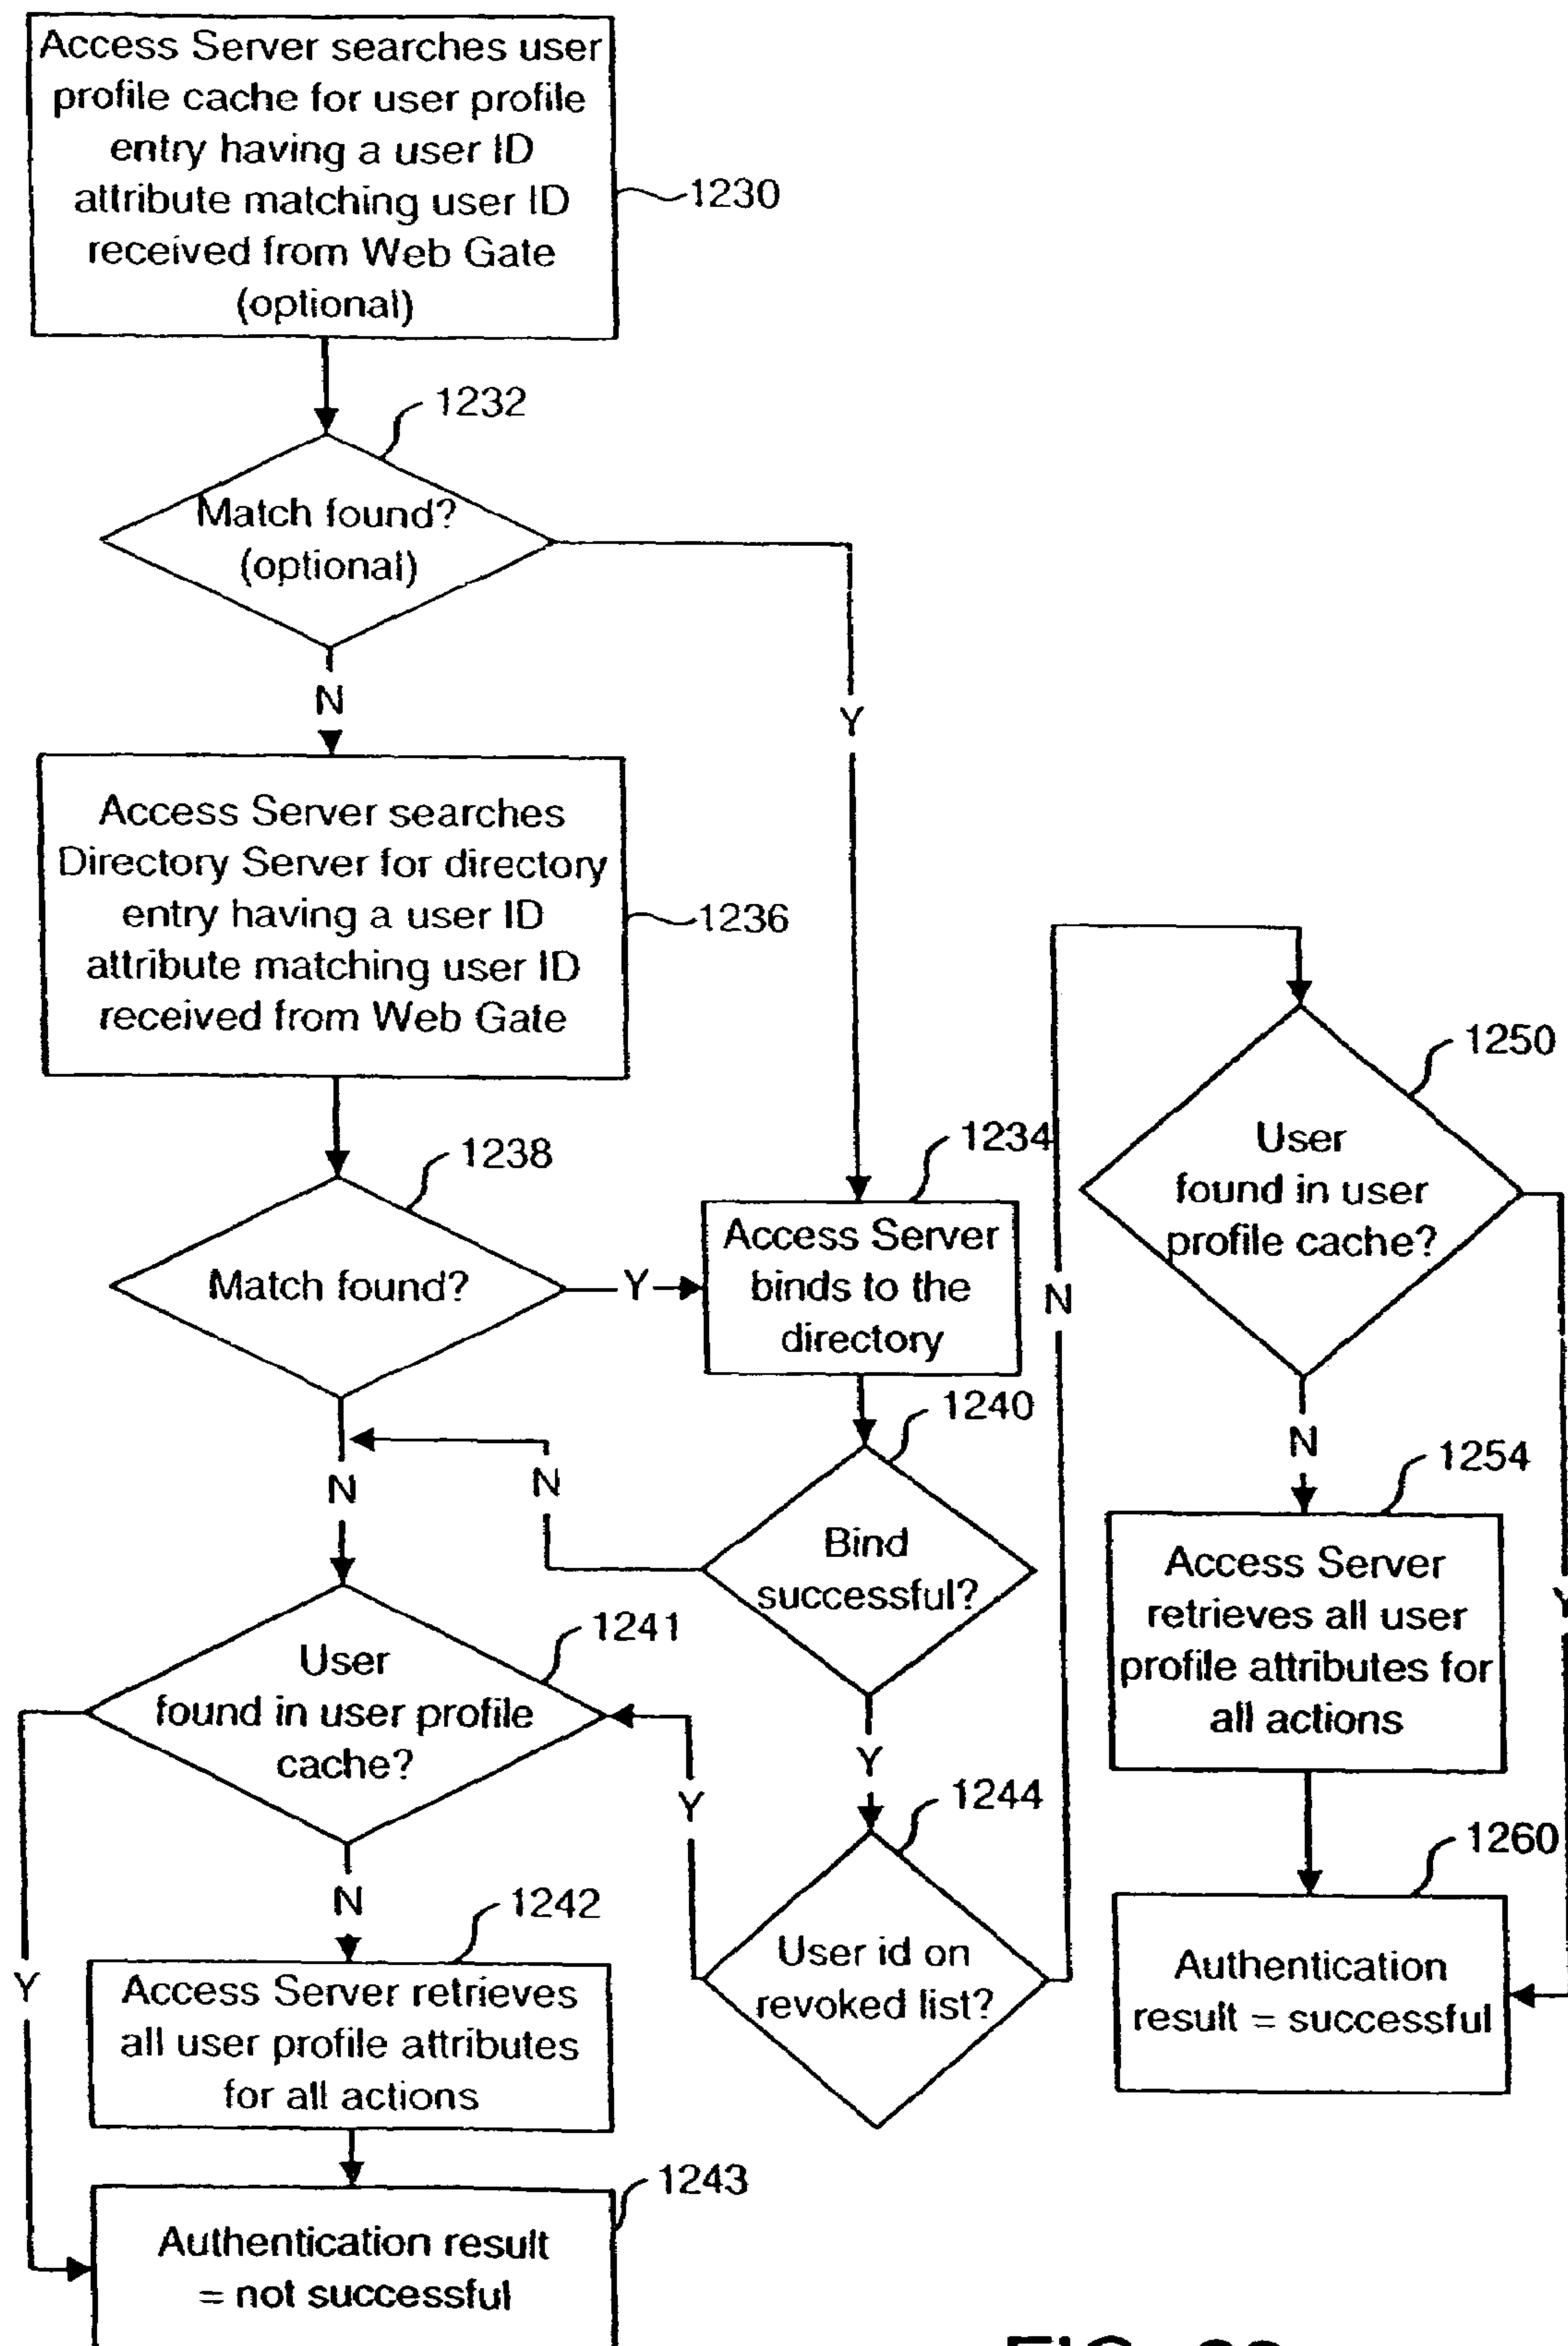 Access Server searches user
profile cache for user profile
entry having a user ID
attribute matching user ID
received from Web Gate
(optional)
1230
1232
Match found?
(optional)
N
Y
Access Server searches
Directory Server for directory
entry having a user ID
attribute matching user ID
received from Web Gate
1236
1238
Match found?
Y
1234
Access Server
binds to the
directory
N
N
1240
Bind
successful?
Y
1241
User
found in user profile
cache?
Y
N
1242
Access Server retrieves
all user profile attributes
for all actions
1243
Authentication result
= not successful
1244
User id on
revoked list?
Y
N
1250
User
found in user
profile cache?
N
Y
1254
Access Server
retrieves all user
profile attributes for
all actions
1260
Authentication
result = successful